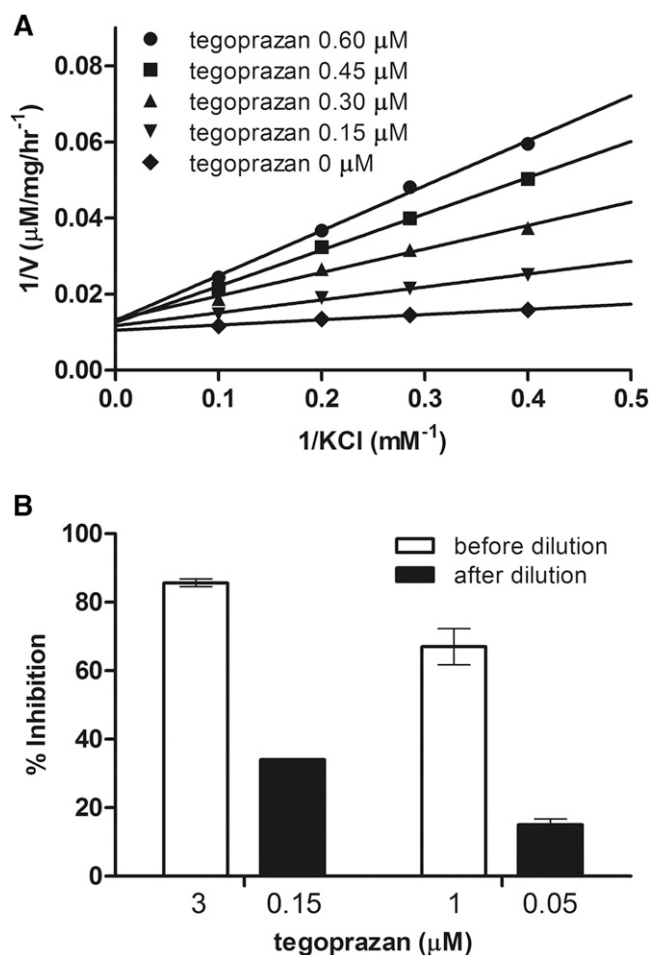 A
tegoprazan 0.60 μM
tegoprazan 0.45 μM
tegoprazan 0.30 μM
tegoprazan 0.15 μM
tegoprazan 0 μM
1/V (μM/mg/hr⁻¹)
0.08
0.06
0.04
0.02
0.00
0.0 0.1 0.2 0.3 0.4 0.5
1/KCl (mM⁻¹)
B
before dilution
after dilution
% Inhibition
100
80
60
40
20
0
3 0.15 1 0.05
tegoprazan (μM)